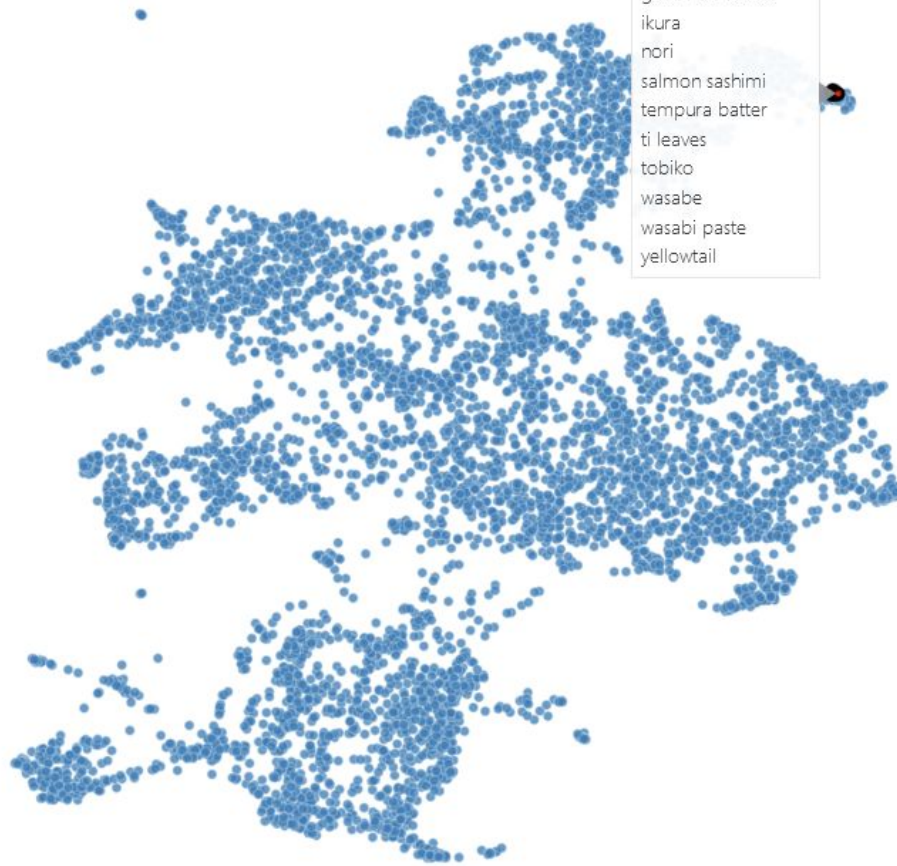 ikura
nori
salmon sashimi
tempura batter
ti leaves
tobiko
wasabe
wasabi paste
yellowtail